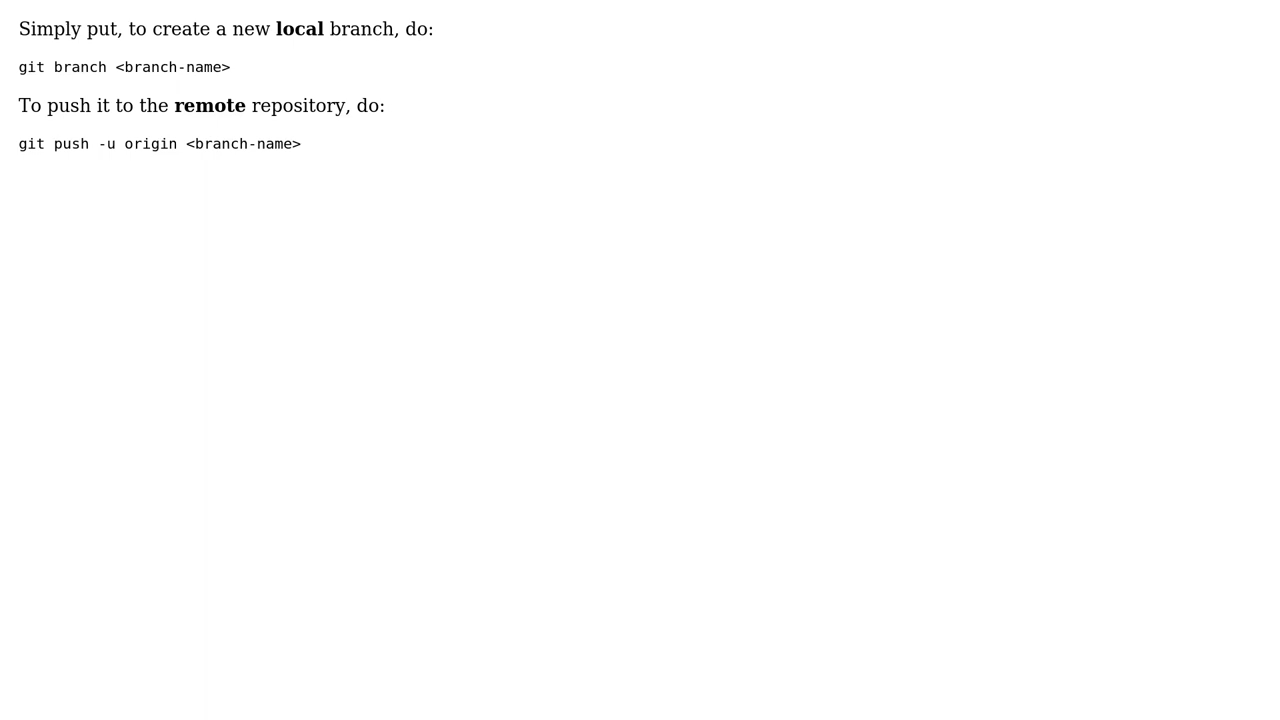 Simply put, to create a new local branch, do:
git branch <branch-name>
To push it to the remote repository, do:
git push -u origin <branch-name>